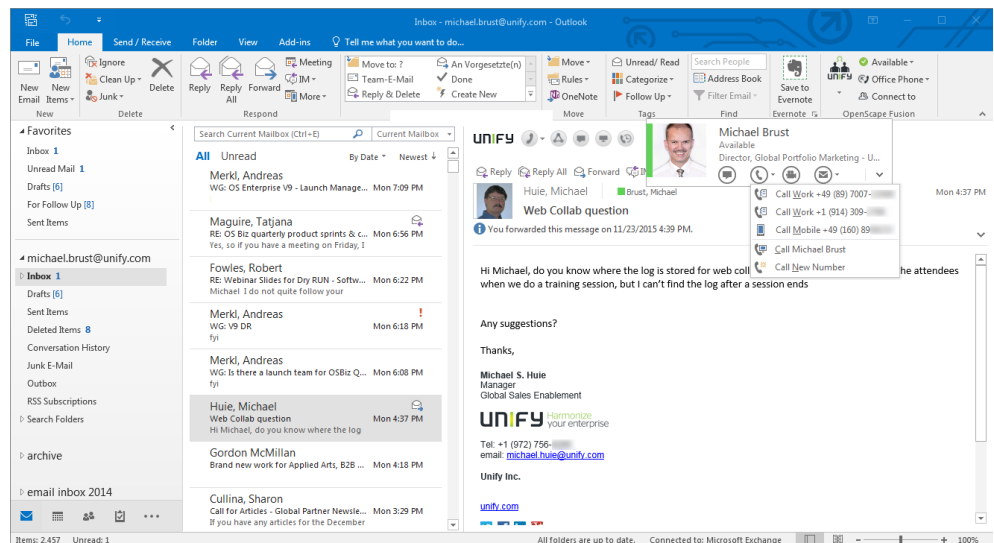 Inbox - michael.brust@unify.com - Outlook
File Home Send / Receive Folder View Add-ins Tell me what you want to do...
New Email
New Items
Ignore
Clean Up
Junk
Delete
Reply
Reply All
Forward
Meeting
IM
More
Move to: ?
Team-E-Mail
Reply & Delete
An Vorgesetzte(n)
Done
Create New
Move
Rules
OneNote
Unread/ Read
Categorize
Follow Up
Search People
Address Book
Filter Email
Save to Evernote
UNIFY
Available
Office Phone
Connect to
New Delete Respond Move Tags Find Evernote OpenScape Fusion
Favorites
Inbox 1
Unread Mail 1
Drafts [6]
For Follow Up [8]
Sent Items
michael.brust@unify.com
Inbox 1
Drafts [6]
Sent Items
Deleted Items 8
Conversation History
Junk E-Mail
Outbox
RSS Subscriptions
Search Folders
archive
email inbox 2014
Search Current Mailbox (Ctrl+E) Current Mailbox
All Unread By Date Newest
Merkl, Andreas
WG: OS Enterprise V9 - Launch Manage... Mon 7:09 PM
Maguire, Tatjana
RE: OS Biz quarterly product sprints & c... Mon 6:56 PM
Yes, so if you have a meeting on Friday, I
Fowles, Robert
RE: Webinar Slides for Dry RUN - Softw... Mon 6:22 PM
Michael I do not quite follow your
Merkl, Andreas
WG: V9 DR Mon 6:18 PM
fyi
Merkl, Andreas
WG: Is there a launch team for OSBiz Q... Mon 6:08 PM
fyi
Huie, Michael
Web Collab question Mon 4:37 PM
Hi Michael, do you know where the log
Gordon McMillan
Brand new work for Applied Arts, B2B ... Mon 4:18 PM
Cullina, Sharon
Call for Articles - Global Partner Newsle... Mon 3:29 PM
If you have any articles for the December
UNIFY
Reply Reply All Forward IM
Huie, Michael Brust, Michael Mon 4:37 PM
Web Collab question
You forwarded this message on 11/23/2015 4:39 PM.
Michael Brust
Available
Director, Global Portfolio Marketing - U...
Call Work +49 (89) 7007-
Call Work +1 (914) 309-
Call Mobile +49 (160) 89
Call Michael Brust
Call New Number
Hi Michael, do you know where the log is stored for web coll he attendees
when we do a training session, but I can't find the log after a session ends
Any suggestions?
Thanks,
Michael S. Huie
Manager
Global Sales Enablement
UNIFY Harmonize
your enterprise
Tel: +1 (972) 756-
email: michael.huie@unify.com
Unify Inc.
unify.com
Items: 2,457 Unread: 1 All folders are up to date. Connected to: Microsoft Exchange 100%